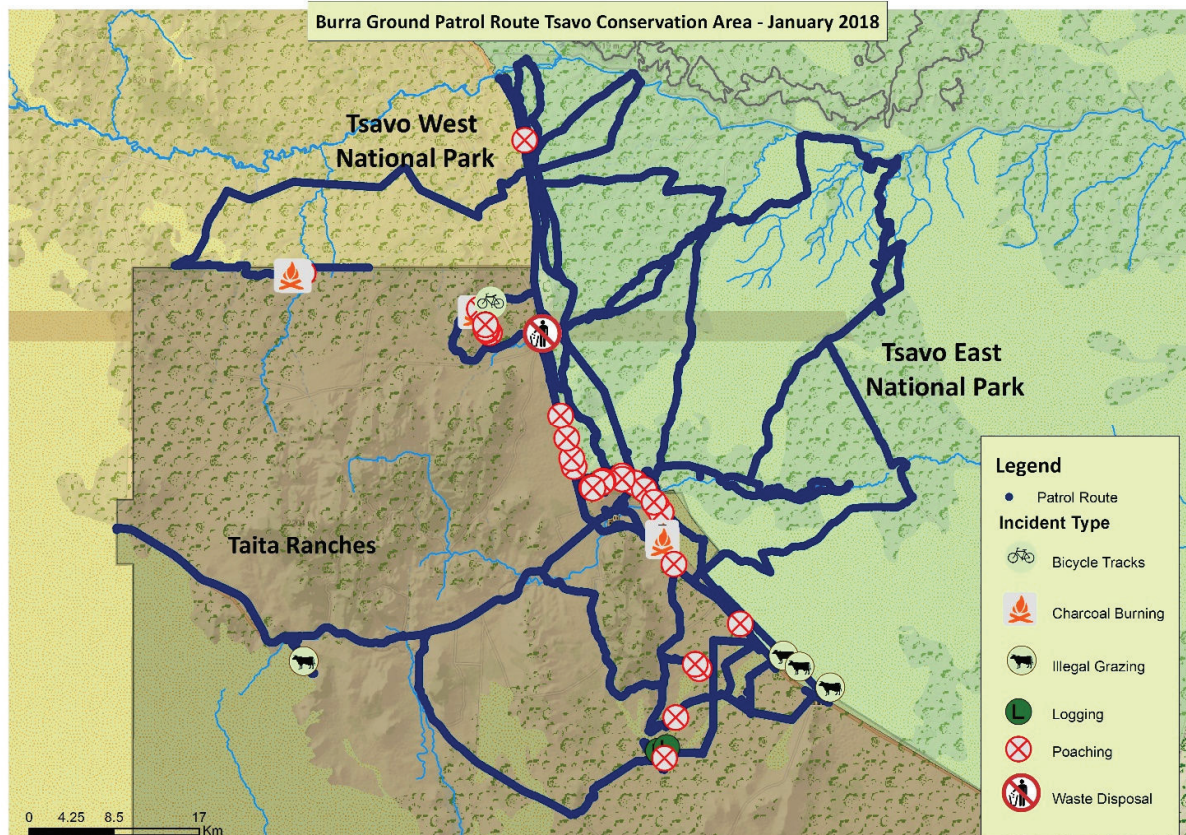 Burra Ground Patrol Route Tsavo Conservation Area - January 2018
Tsavo West
National Park
Tsavo East
National Park
Taita Ranches
Legend
Patrol Route
Incident Type
Bicycle Tracks
Charcoal Burning
Illegal Grazing
L
Logging
Poaching
Waste Disposal
0 4.25 8.5 17
Km